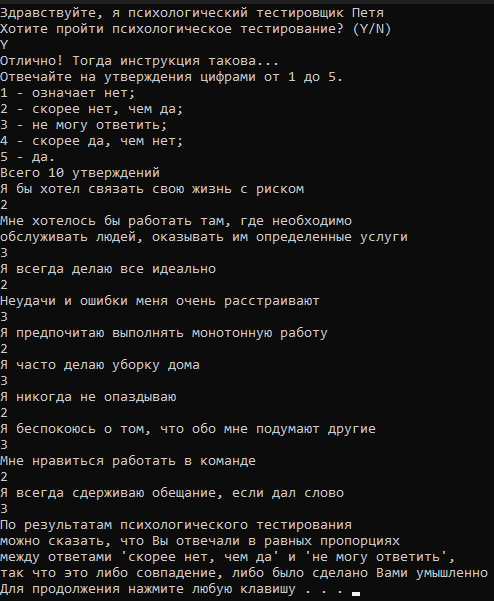 Здравствуйте, я психологический тестировщик Петя
Хотите пройти психологическое тестирование? (Y/N)
Y
Отлично! Тогда инструкция такова...
Отвечайте на утверждения цифрами от 1 до 5.
1 - означает нет;
2 - скорее нет, чем да;
3 - не могу ответить;
4 - скорее да, чем нет;
5 - да.
Всего 10 утверждений
Я бы хотел связать свою жизнь с риском
2
Мне хотелось бы работать там, где необходимо
обслуживать людей, оказывать им определенные услуги
3
Я всегда делаю все идеально
2
Неудачи и ошибки меня очень расстраивают
3
Я предпочитаю выполнять монотонную работу
2
Я часто делаю уборку дома
3
Я никогда не опаздываю
2
Я беспокоюсь о том, что обо мне подумают другие
3
Мне нравиться работать в команде
2
Я всегда сдерживаю обещание, если дал слово
3
По результатам психологического тестирования
можно сказать, что Вы отвечали в равных пропорциях
между ответами 'скорее нет, чем да' и 'не могу ответить',
так что это либо совпадение, либо было сделано Вами умышленно
Для продолжения нажмите любую клавишу . . .